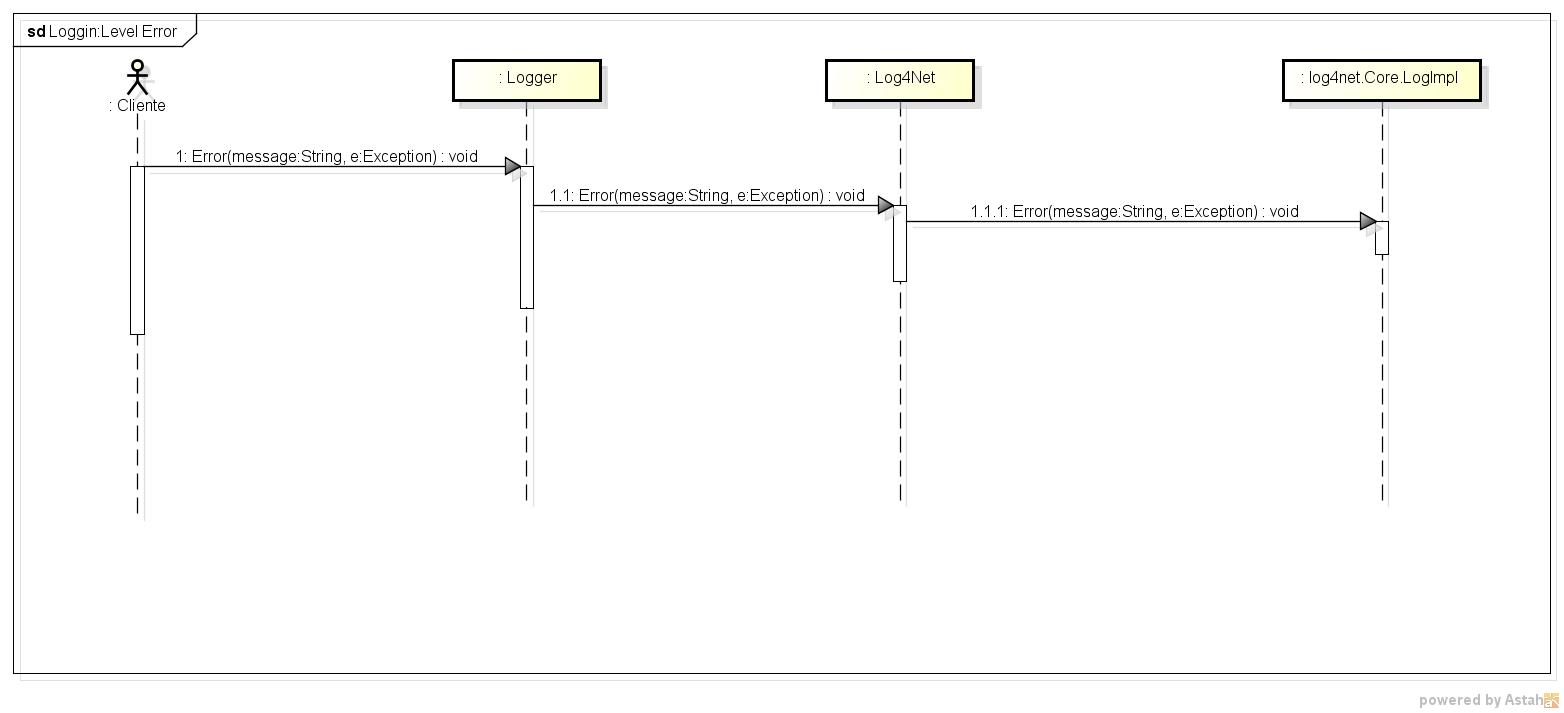 sd Loggin:Level Error
: Cliente
: Logger
: Log4Net
: log4net.Core.LogImpl
1: Error(message:String, e:Exception) : void
1.1: Error(message:String, e:Exception) : void
1.1.1: Error(message:String, e:Exception) : void
powered by Astah